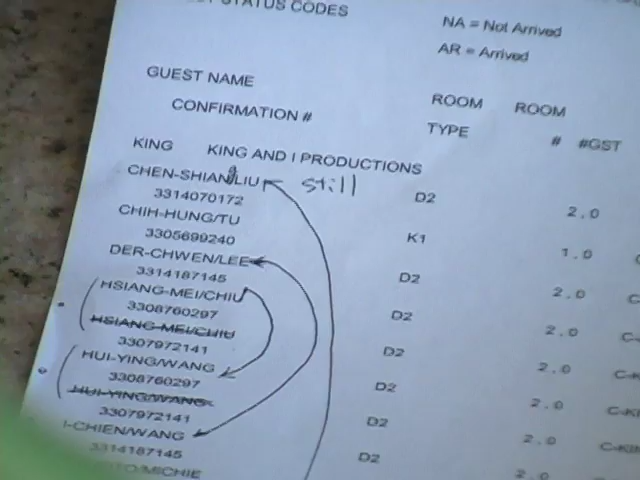 STATUS CODES
NA = Not Arrived
AR = Arrived
GUEST NAME ROOM ROOM
CONFIRMATION # TYPE # #GST
KING KING AND I PRODUCTIONS
CHEN-SHIAN/LIU still D2 2.0
3314070172
CHIH-HUNG/TU K1 1.0
3305699240
DER-CHWEN/LEE D2 2.0
3314187145
HSIANG-MEI/CHIU D2 2.0
3308760297
HSIANG-MEI/CHIU D2 2.0
3307972141
HUI-YING/WANG D2 2.0
3308760297
HUI-YING/WANG D2 2.0
3307972141
I-CHIEN/WANG D2 2.0
3314187145